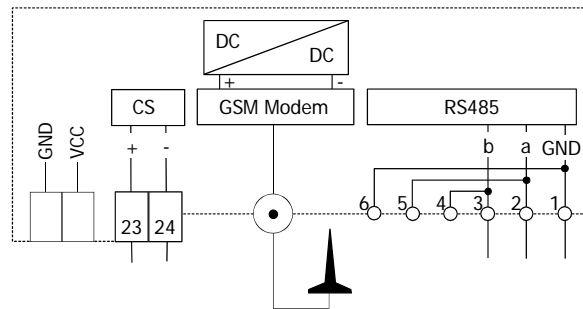 DC
DC
+ -
CS
GSM Modem
RS485
GND
VCC
+ -
b a GND
6 5 4 3 2 1
23 24